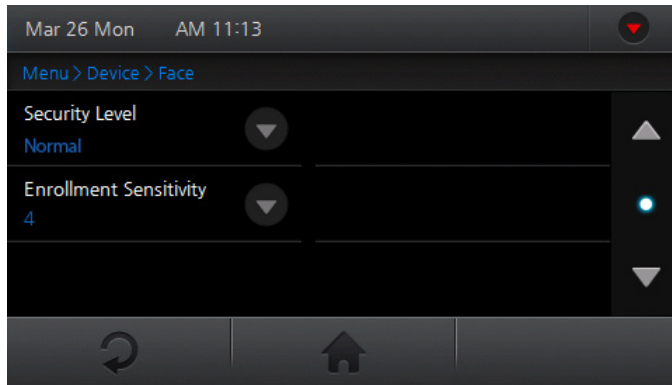 Mar 26 Mon AM 11:13
Menu > Device > Face
Security Level
Normal
Enrollment Sensitivity
4